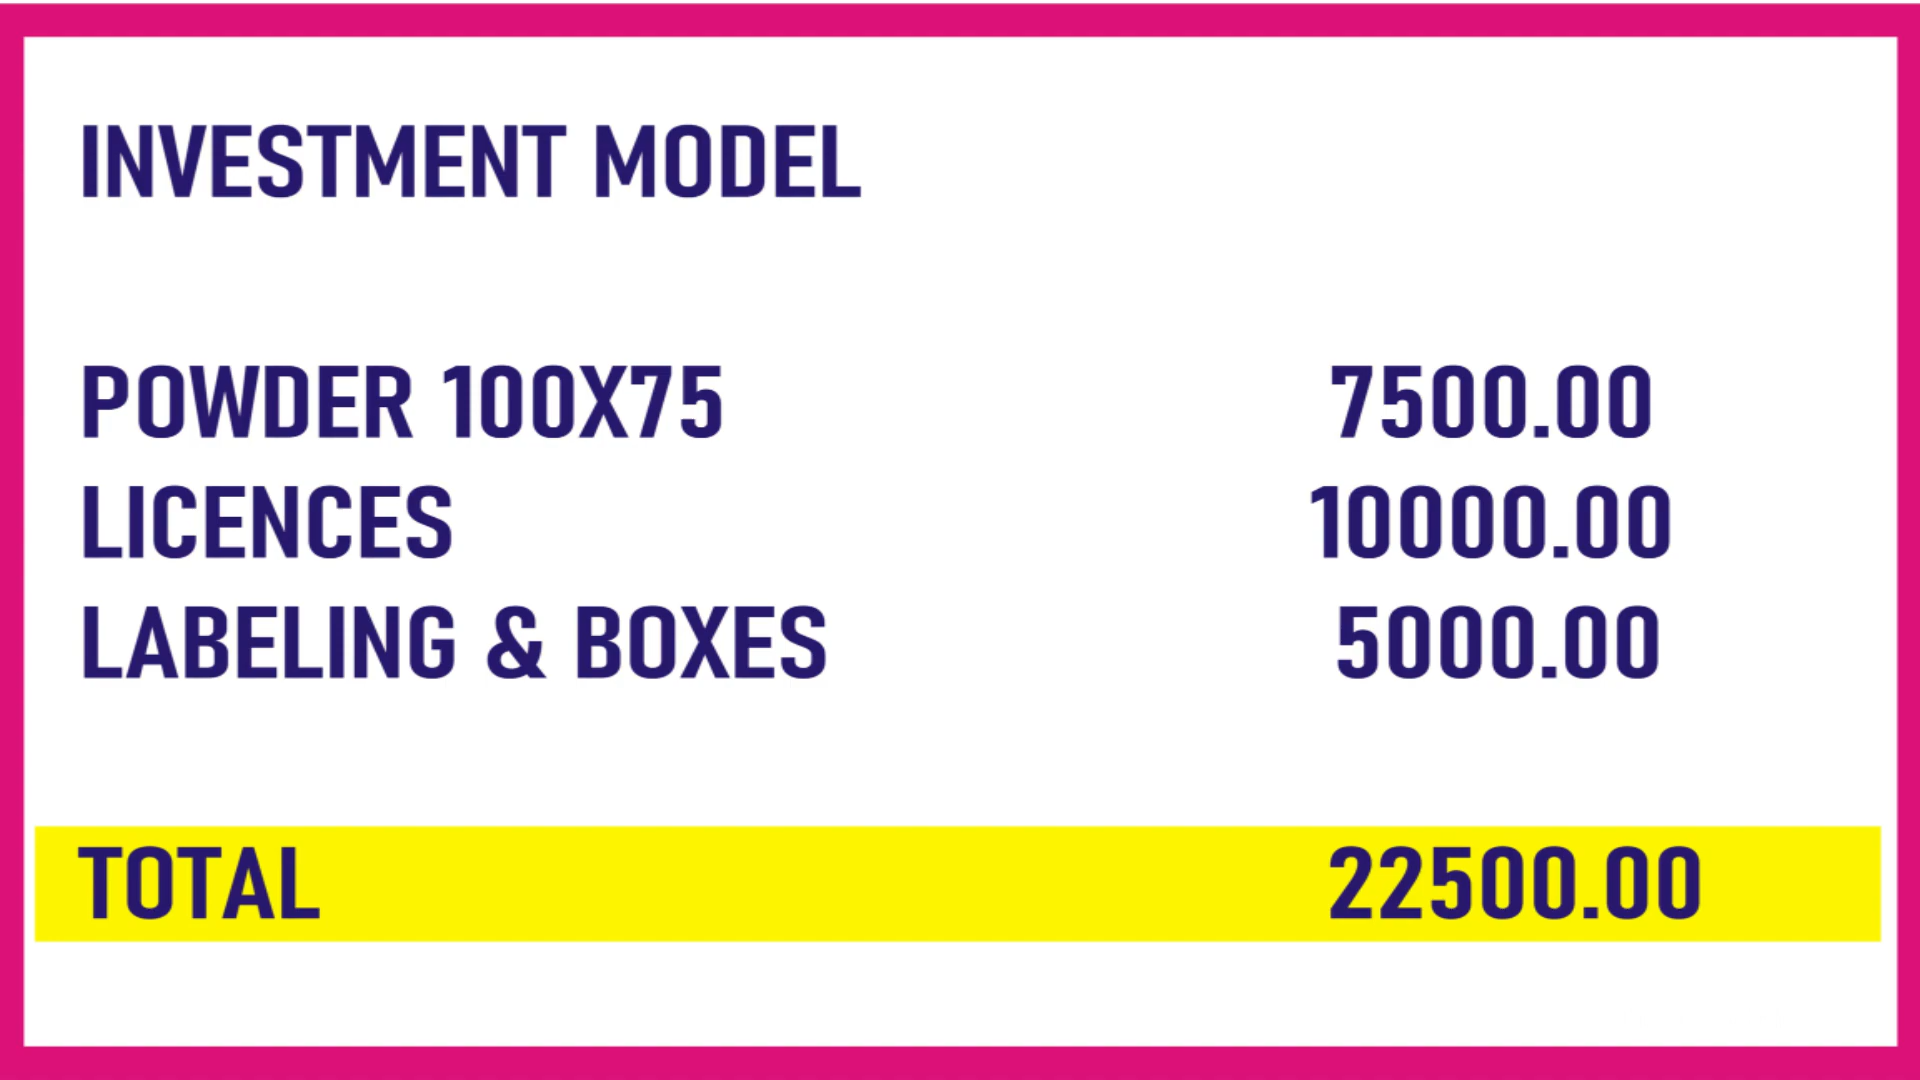 INVESTMENT MODEL
POWDER 100X75 7500.00
LICENCES 10000.00
LABELING & BOXES 5000.00
TOTAL 22500.00